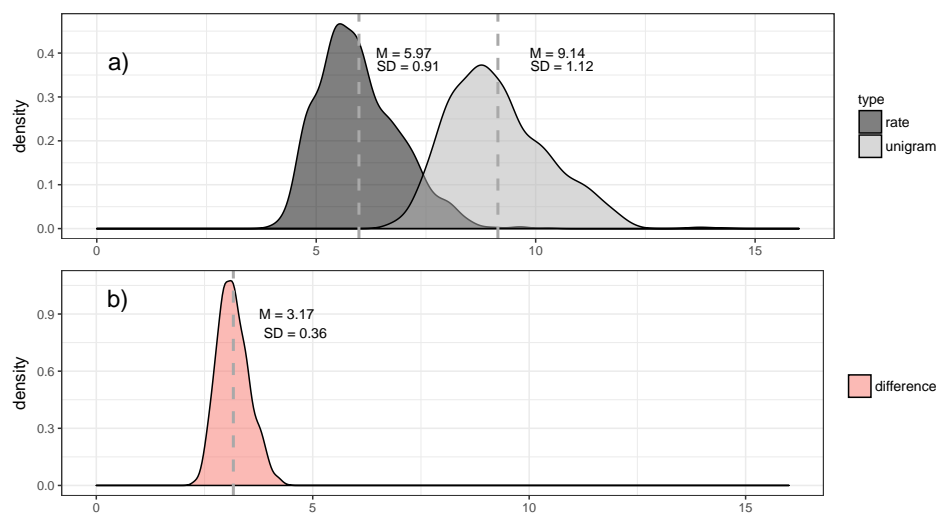 a)
M = 5.97
SD = 0.91
M = 9.14
SD = 1.12
density
0.4
0.3
0.2
0.1
0.0
0 5 10 15
type
rate
unigram
b)
M = 3.17
SD = 0.36
density
0.9
0.6
0.3
0.0
0 5 10 15
difference